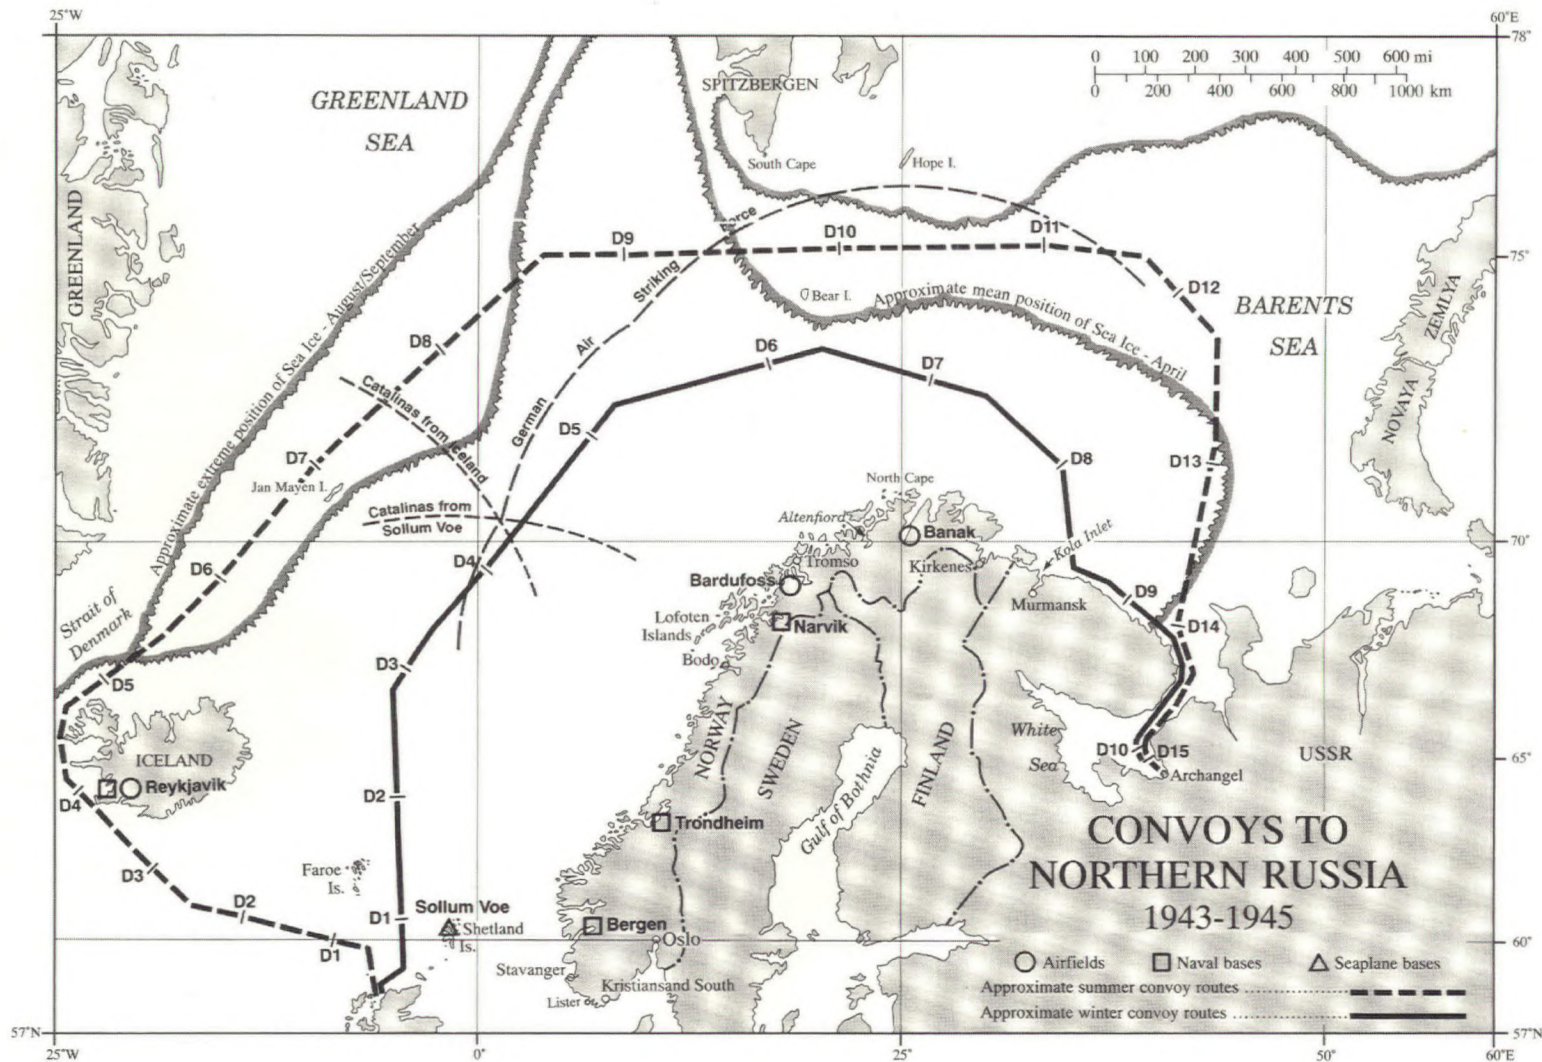 25°W
60°E
78°
0 100 200 300 400 500 600 mi
0 200 400 600 800 1000 km
SPITZBERGEN
GREENLAND
SEA
South Cape
Hope I.
GREENLAND
Approximate extreme position of Sea Ice - August/September
D9
D10
D11
75°
German Air Striking
Bear I.
Approximate mean position of Sea Ice - April
D12
BARENTS
SEA
NOVAYA ZEMLYA
D8
D6
D7
Catalinas from Iceland
D5
D7
Jan Mayen I.
D8
D13
North Cape
Catalinas from
Sollum Voe
Altenfiord
Banak
Kola Inlet
70°
D4
D6
Tromso
Kirkenes
Bardufoss
Murmansk
D9
Strait of
Denmark
Lofoten
Islands
Narvik
D14
Bodo
D3
D5
NORWAY
SWEDEN
FINLAND
White
Sea
ICELAND
Reykjavik
D10
D15
Archangel
USSR
65°
D4
D2
Gulf of Bothnia
Trondheim
CONVOYS TO
NORTHERN RUSSIA
1943-1945
D3
Faroe
Is.
D2
D1
Sollum Voe
Shetland
Is.
Bergen
Oslo
D1
60°
Stavanger
Lister
Kristiansand South
Airfields
Naval bases
Seaplane bases
Approximate summer convoy routes
Approximate winter convoy routes
57°N
57°
25°W
0°
25°
50°
60°E